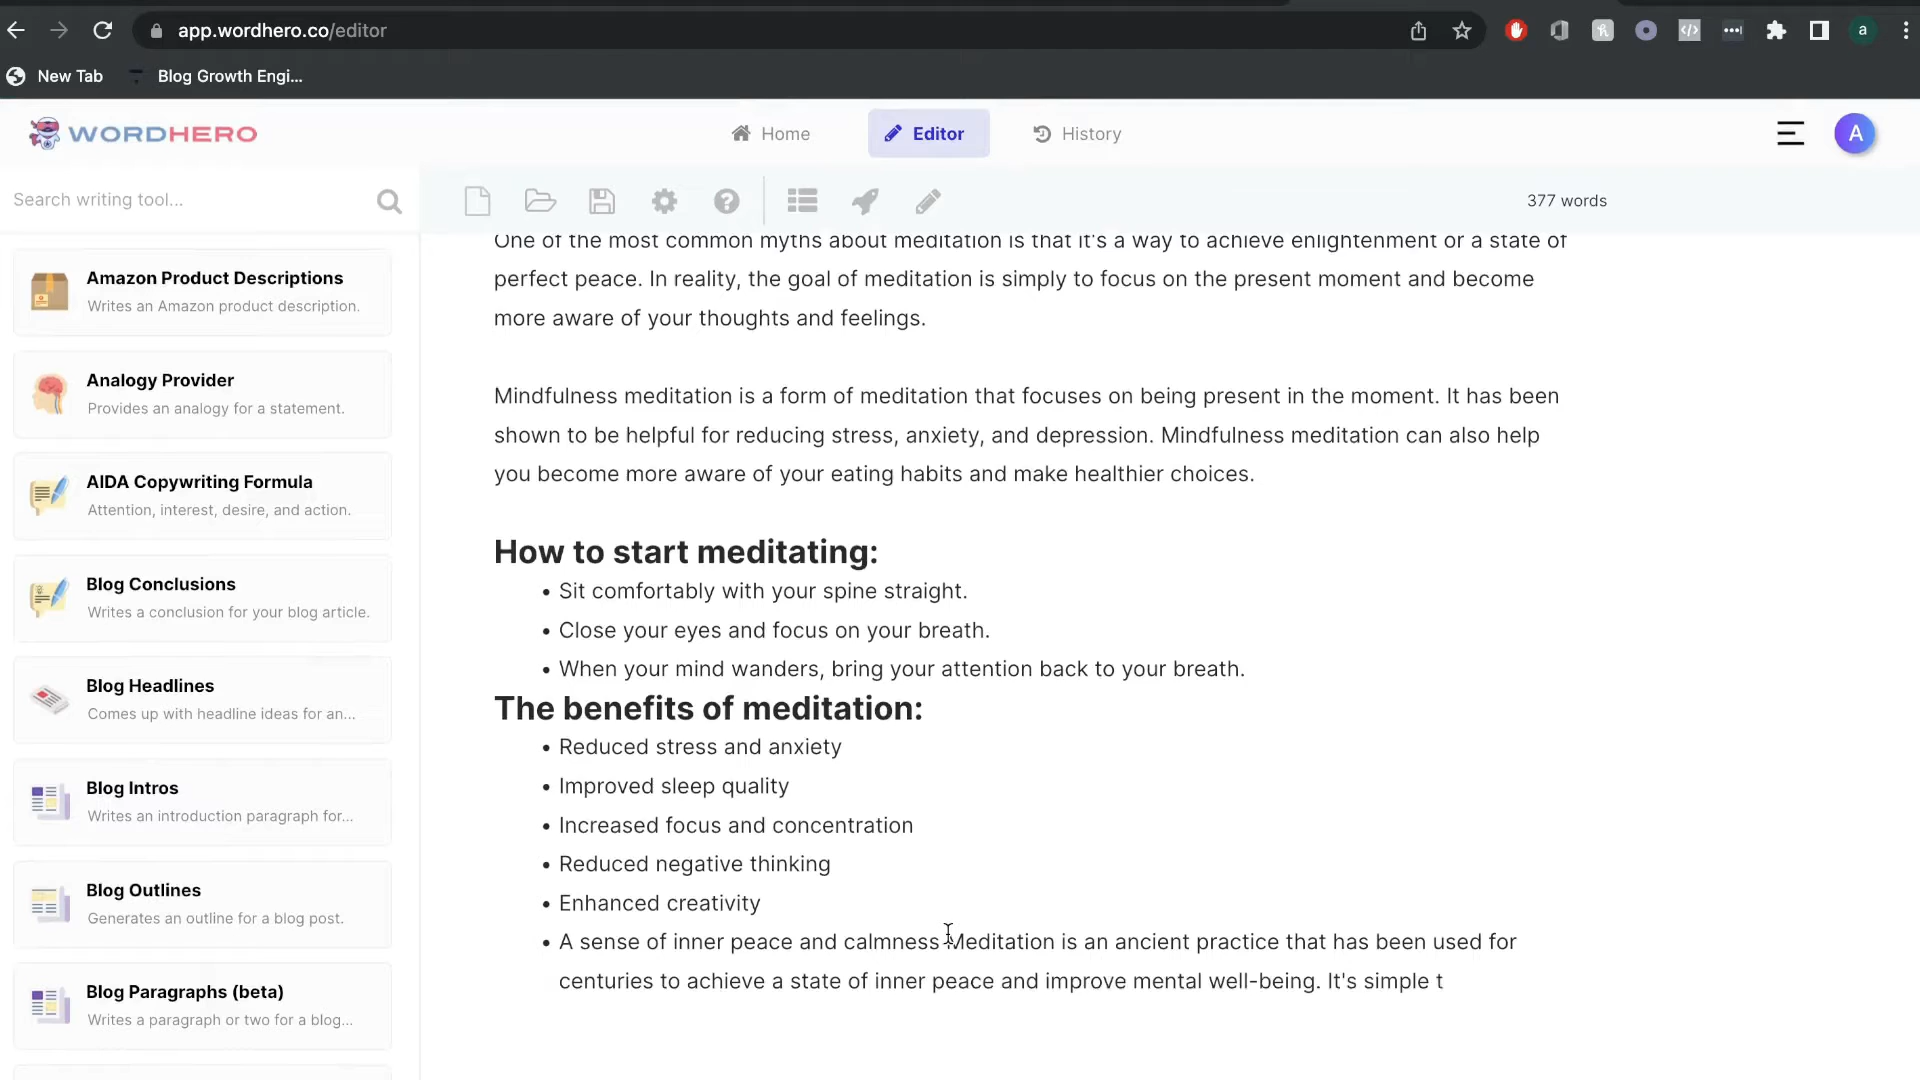 app.wordhero.co/editor
a
New Tab
Blog Growth Engi...
WORDHERO
Home
Editor
History
A
Search writing tool...
377 words
Amazon Product Descriptions
Writes an Amazon product description.
Analogy Provider
Provides an analogy for a statement.
AIDA Copywriting Formula
Attention, interest, desire, and action.
Blog Conclusions
Writes a conclusion for your blog article.
Blog Headlines
Comes up with headline ideas for an...
Blog Intros
Writes an introduction paragraph for...
Blog Outlines
Generates an outline for a blog post.
Blog Paragraphs (beta)
Writes a paragraph or two for a blog...
One of the most common myths about meditation is that it's a way to achieve enlightenment or a state of
perfect peace. In reality, the goal of meditation is simply to focus on the present moment and become
more aware of your thoughts and feelings.
Mindfulness meditation is a form of meditation that focuses on being present in the moment. It has been
shown to be helpful for reducing stress, anxiety, and depression. Mindfulness meditation can also help
you become more aware of your eating habits and make healthier choices.
How to start meditating:
• Sit comfortably with your spine straight.
• Close your eyes and focus on your breath.
• When your mind wanders, bring your attention back to your breath.
The benefits of meditation:
• Reduced stress and anxiety
• Improved sleep quality
• Increased focus and concentration
• Reduced negative thinking
• Enhanced creativity
• A sense of inner peace and calmness Meditation is an ancient practice that has been used for
centuries to achieve a state of inner peace and improve mental well-being. It's simple t